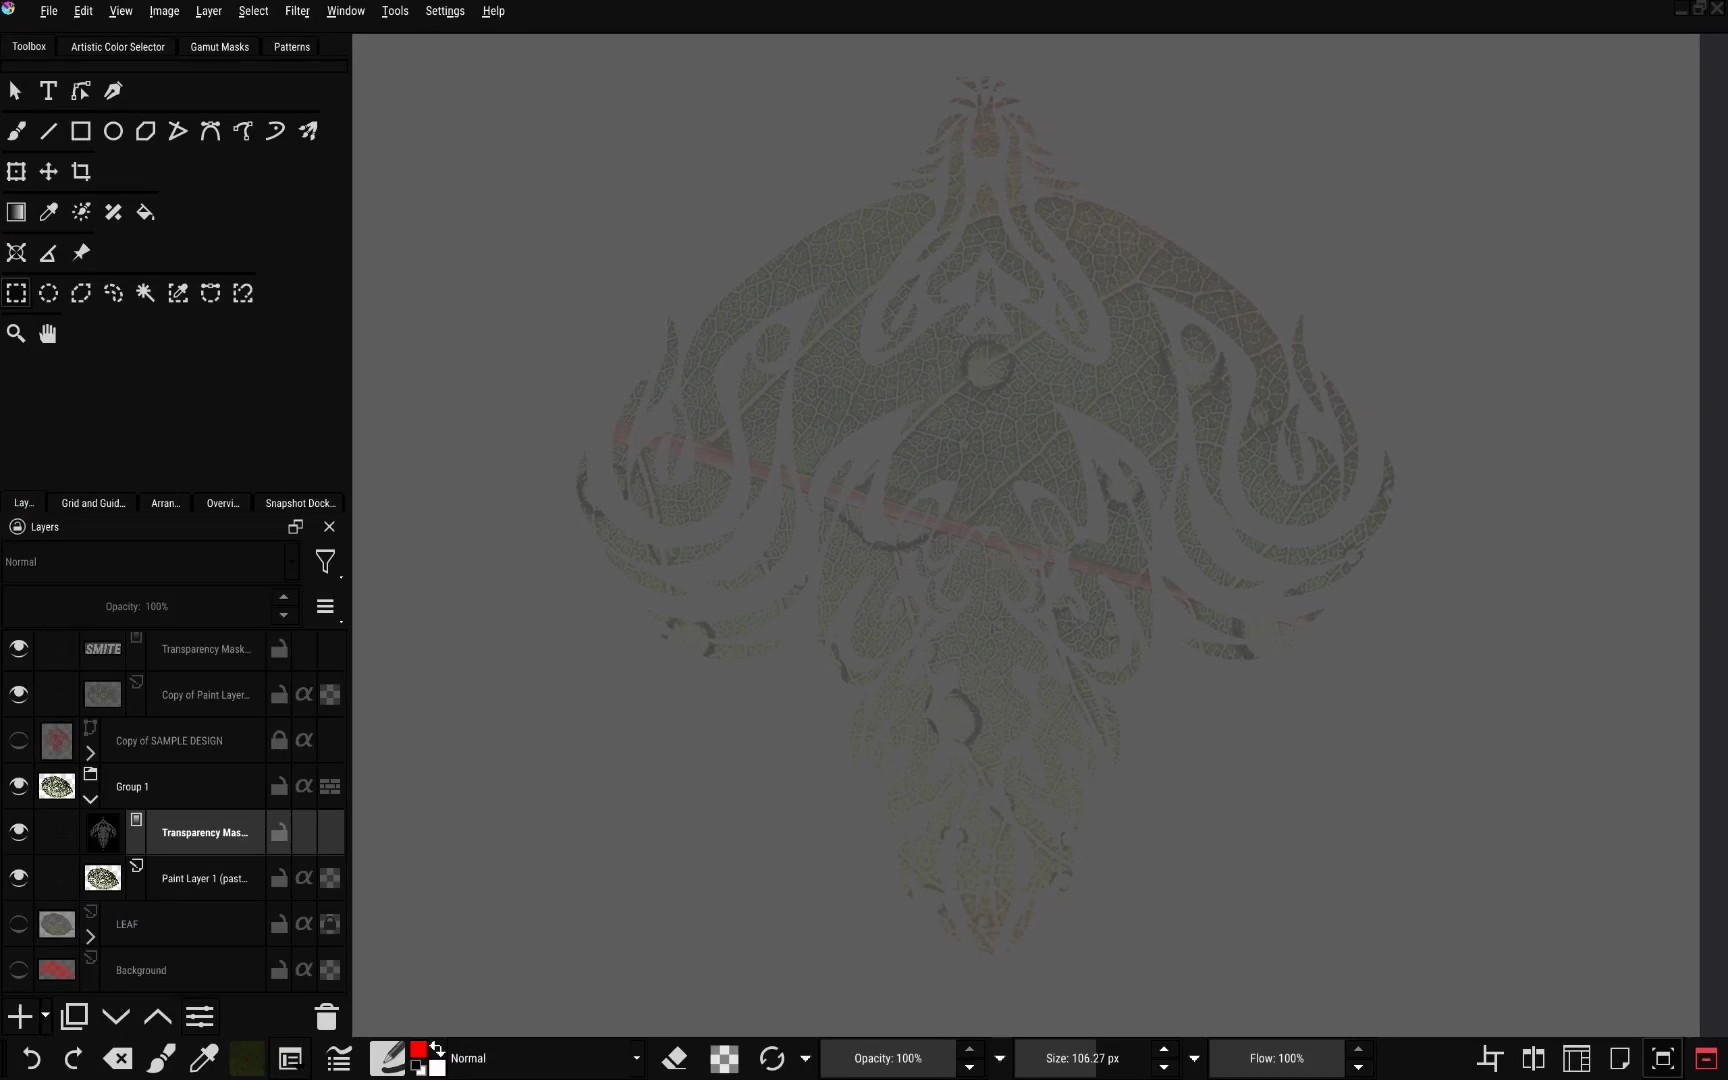 File Edit View Image Layer Select Filter Window Tools Settings Help
Toolbox Artistic Color Selector Gamut Masks Patterns
Lay... Grid and Guid... Arran... Overvi... Snapshot Dock...
Layers
Normal
Opacity: 100%
SMITE Transparency Mask...
Copy of Paint Layer...
Copy of SAMPLE DESIGN
Group 1
Transparency Mas...
Paint Layer 1 (past...
LEAF
Background
Normal Opacity: 100% Size: 106.27 px Flow: 100%